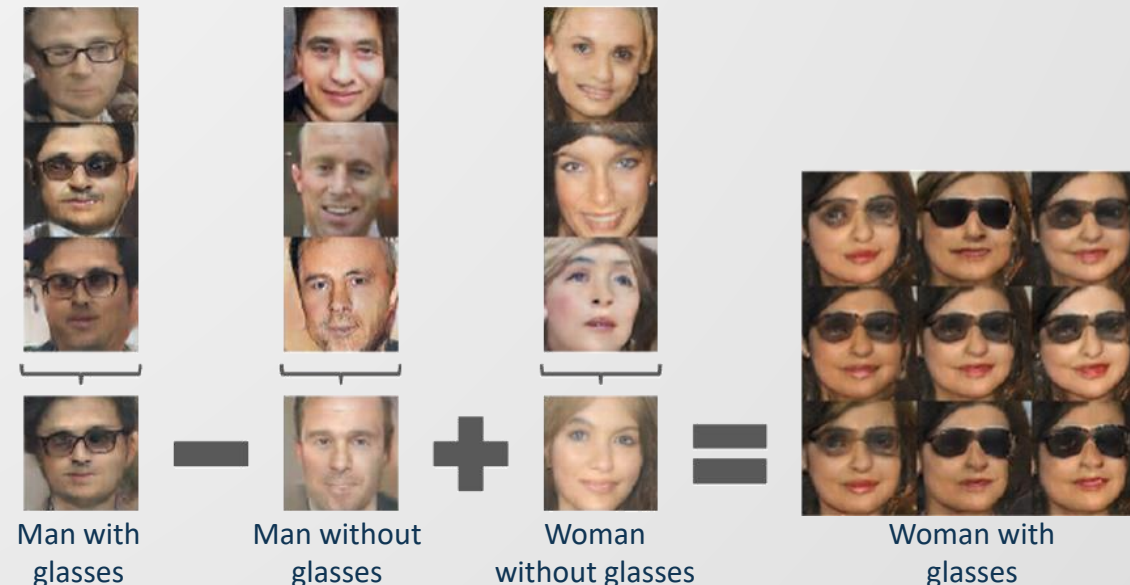 Man with
glasses
Man without
glasses
Woman
without glasses
Woman with
glasses